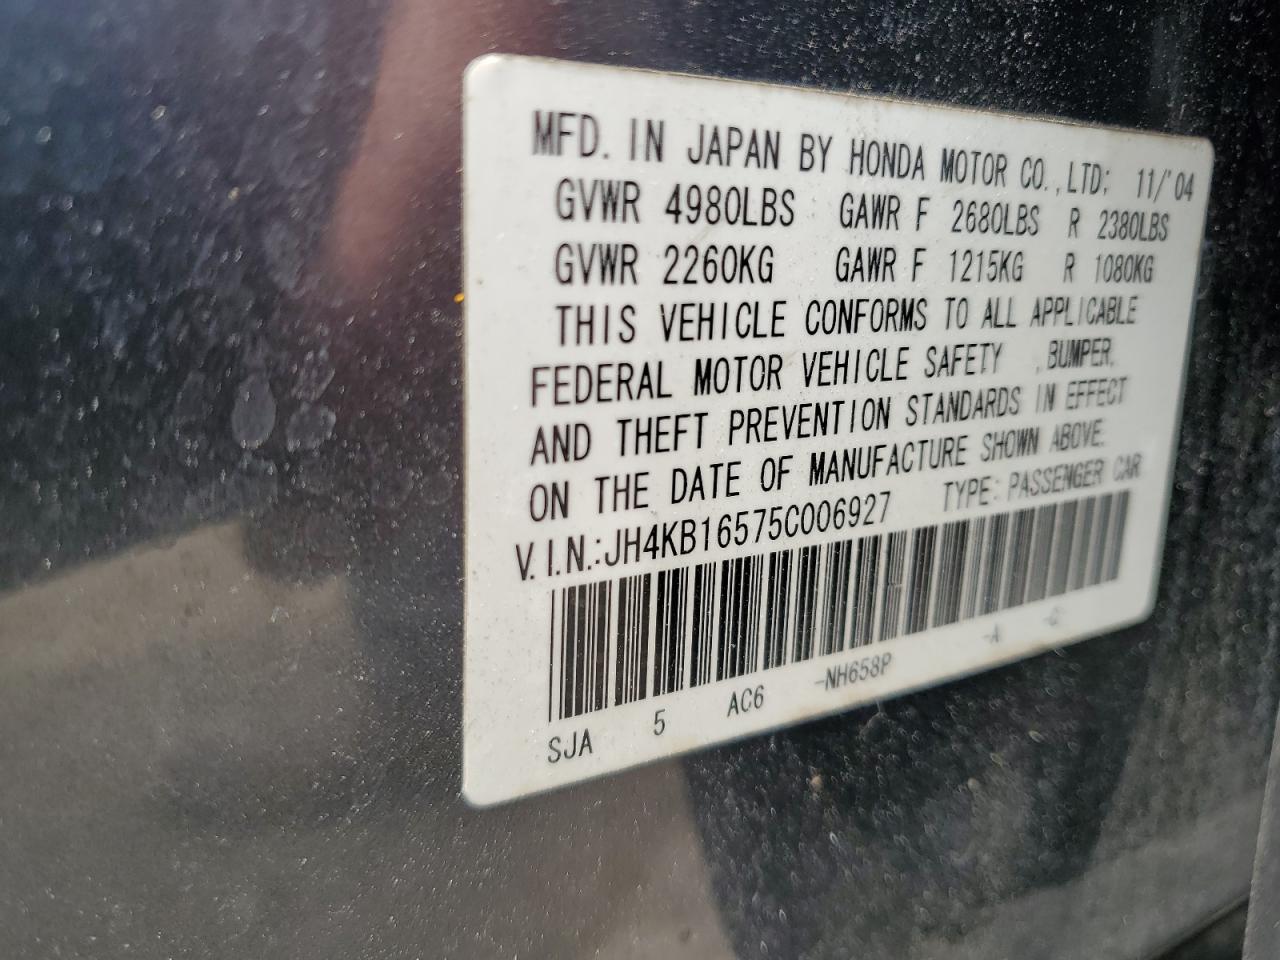 MFD. IN JAPAN BY HONDA MOTOR CO.,LTD; 11/'04
GVWR 4980LBS GAWR F 2680LBS R 2380LBS
GVWR 2260KG GAWR F 1215KG R 1080KG
THIS VEHICLE CONFORMS TO ALL APPLICABLE
FEDERAL MOTOR VEHICLE SAFETY ,BUMPER,
AND THEFT PREVENTION STANDARDS IN EFFECT
ON THE DATE OF MANUFACTURE SHOWN ABOVE.
V.I.N.:JH4KB16575C006927 TYPE: PASSENGER CAR
SJA 5 AC6 -NH658P -A -C